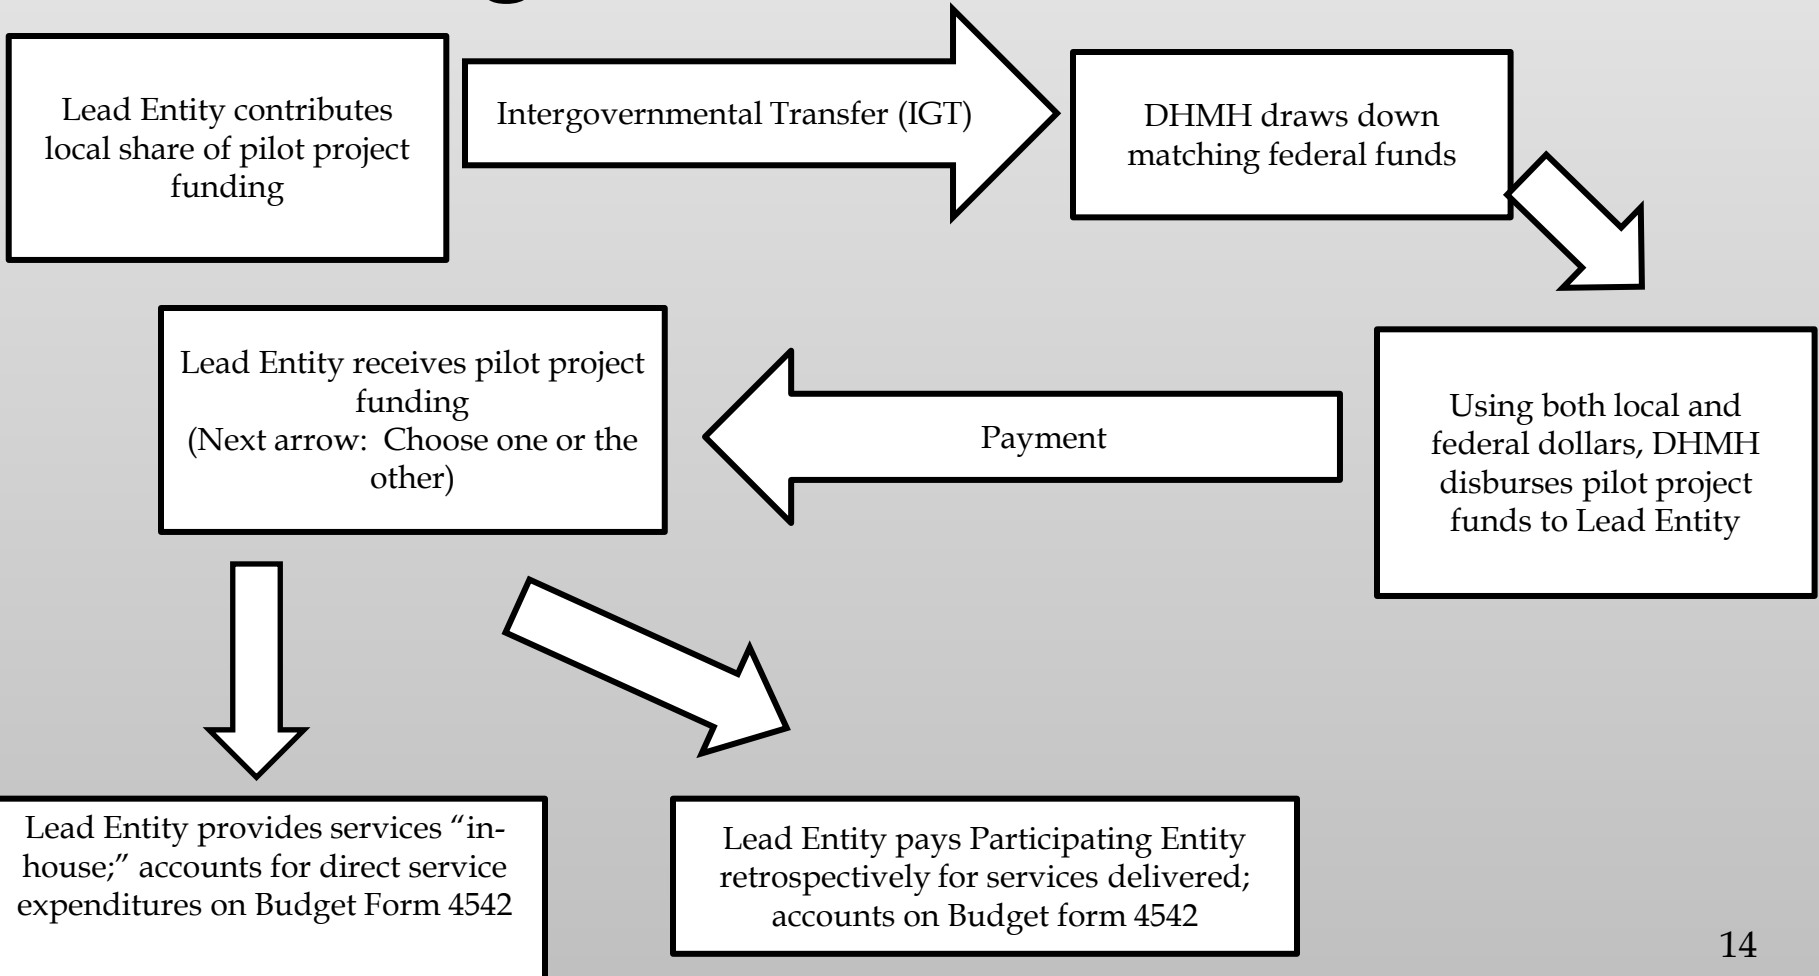 Lead Entity contributes
local share of pilot project
funding
Intergovernmental Transfer (IGT)
DHMH draws down
matching federal funds
Lead Entity receives pilot project
funding
(Next arrow:  Choose one or the
other)
Payment
Using both local and
federal dollars, DHMH
disburses pilot project
funds to Lead Entity
Lead Entity provides services “in-
house;” accounts for direct service
expenditures on Budget Form 4542
Lead Entity pays Participating Entity
retrospectively for services delivered;
accounts on Budget form 4542
14